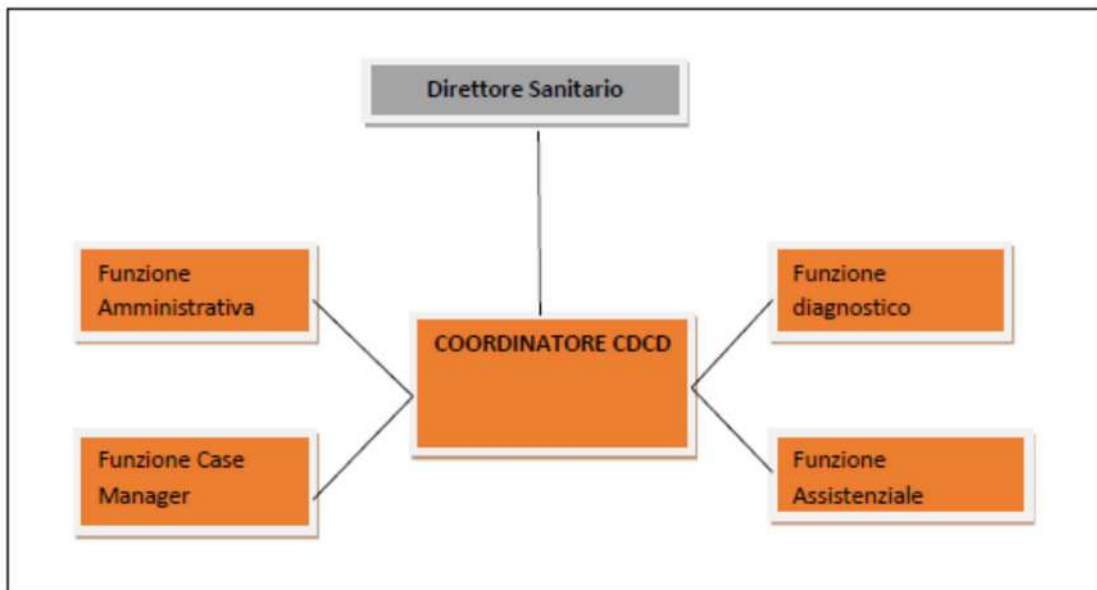 Direttore Sanitario
Funzione
Amministrativa
Funzione
diagnostico
COORDINATORE CDCD
Funzione Case
Manager
Funzione
Assistenziale